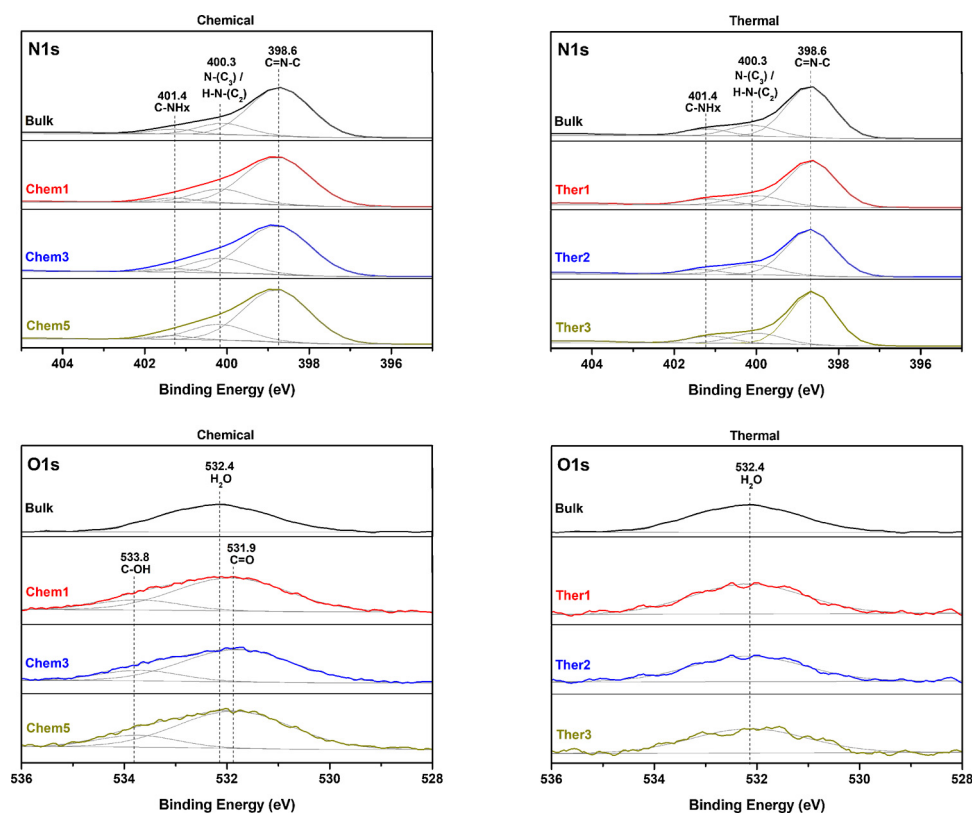 Chemical
N1s
398.6
C=N-C
400.3
N-(C3) /
H-N-(C2)
401.4
C-NHx
Bulk
Chem1
Chem3
Chem5
404 402 400 398 396
Binding Energy (eV)
Thermal
N1s
398.6
C=N-C
400.3
N-(C3) /
H-N-(C2)
401.4
C-NHx
Bulk
Ther1
Ther2
Ther3
404 402 400 398 396
Binding Energy (eV)
Chemical
O1s
532.4
H2O
Bulk
531.9
C=O
533.8
C-OH
Chem1
Chem3
Chem5
536 534 532 530 528
Binding Energy (eV)
Thermal
O1s
532.4
H2O
Bulk
Ther1
Ther2
Ther3
536 534 532 530 528
Binding Energy (eV)